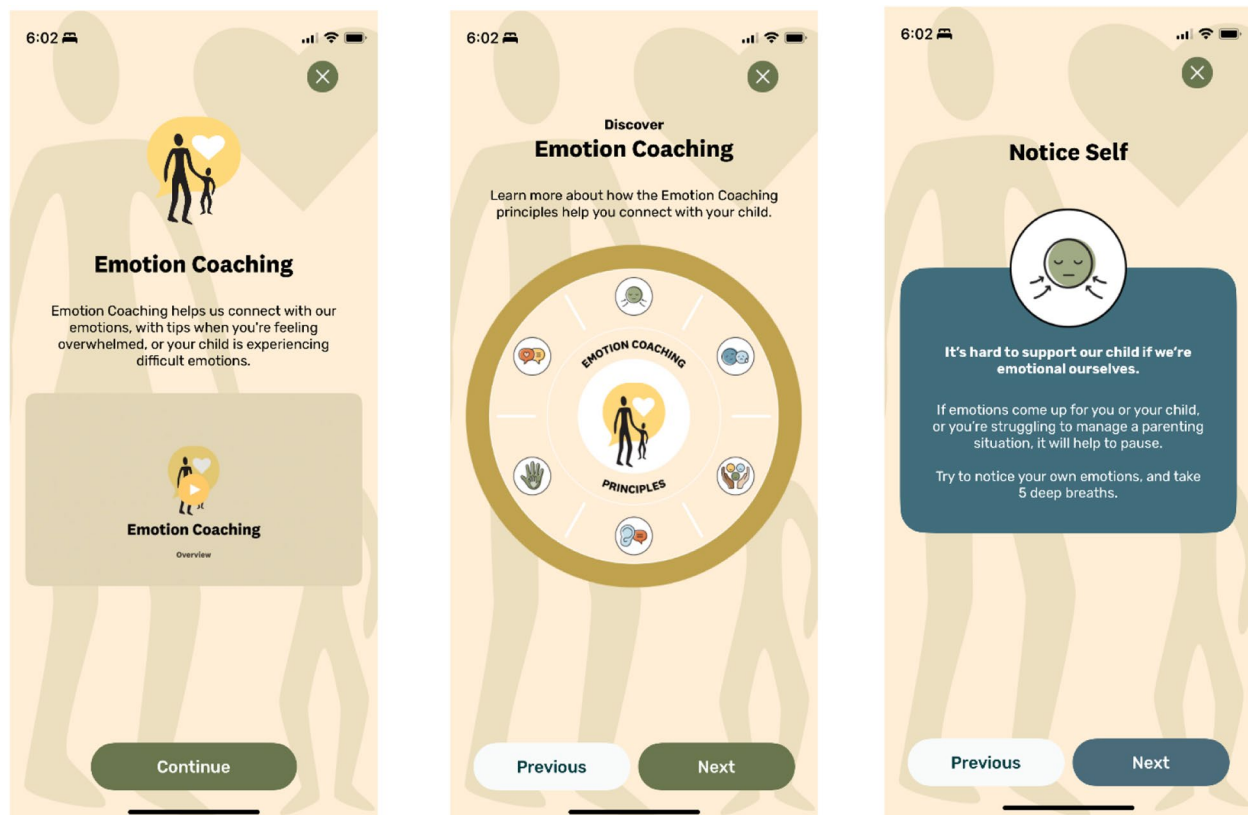 6:02
Emotion Coaching
Emotion Coaching helps us connect with our
emotions, with tips when you're feeling
overwhelmed, or your child is experiencing
difficult emotions.
Emotion Coaching
Overview
Continue
6:02
Discover
Emotion Coaching
Learn more about how the Emotion Coaching
principles help you connect with your child.
EMOTION COACHING
PRINCIPLES
Previous
Next
6:02
Notice Self
It's hard to support our child if we're
emotional ourselves.
If emotions come up for you or your child,
or you're struggling to manage a parenting
situation, it will help to pause.
Try to notice your own emotions, and take
5 deep breaths.
Previous
Next